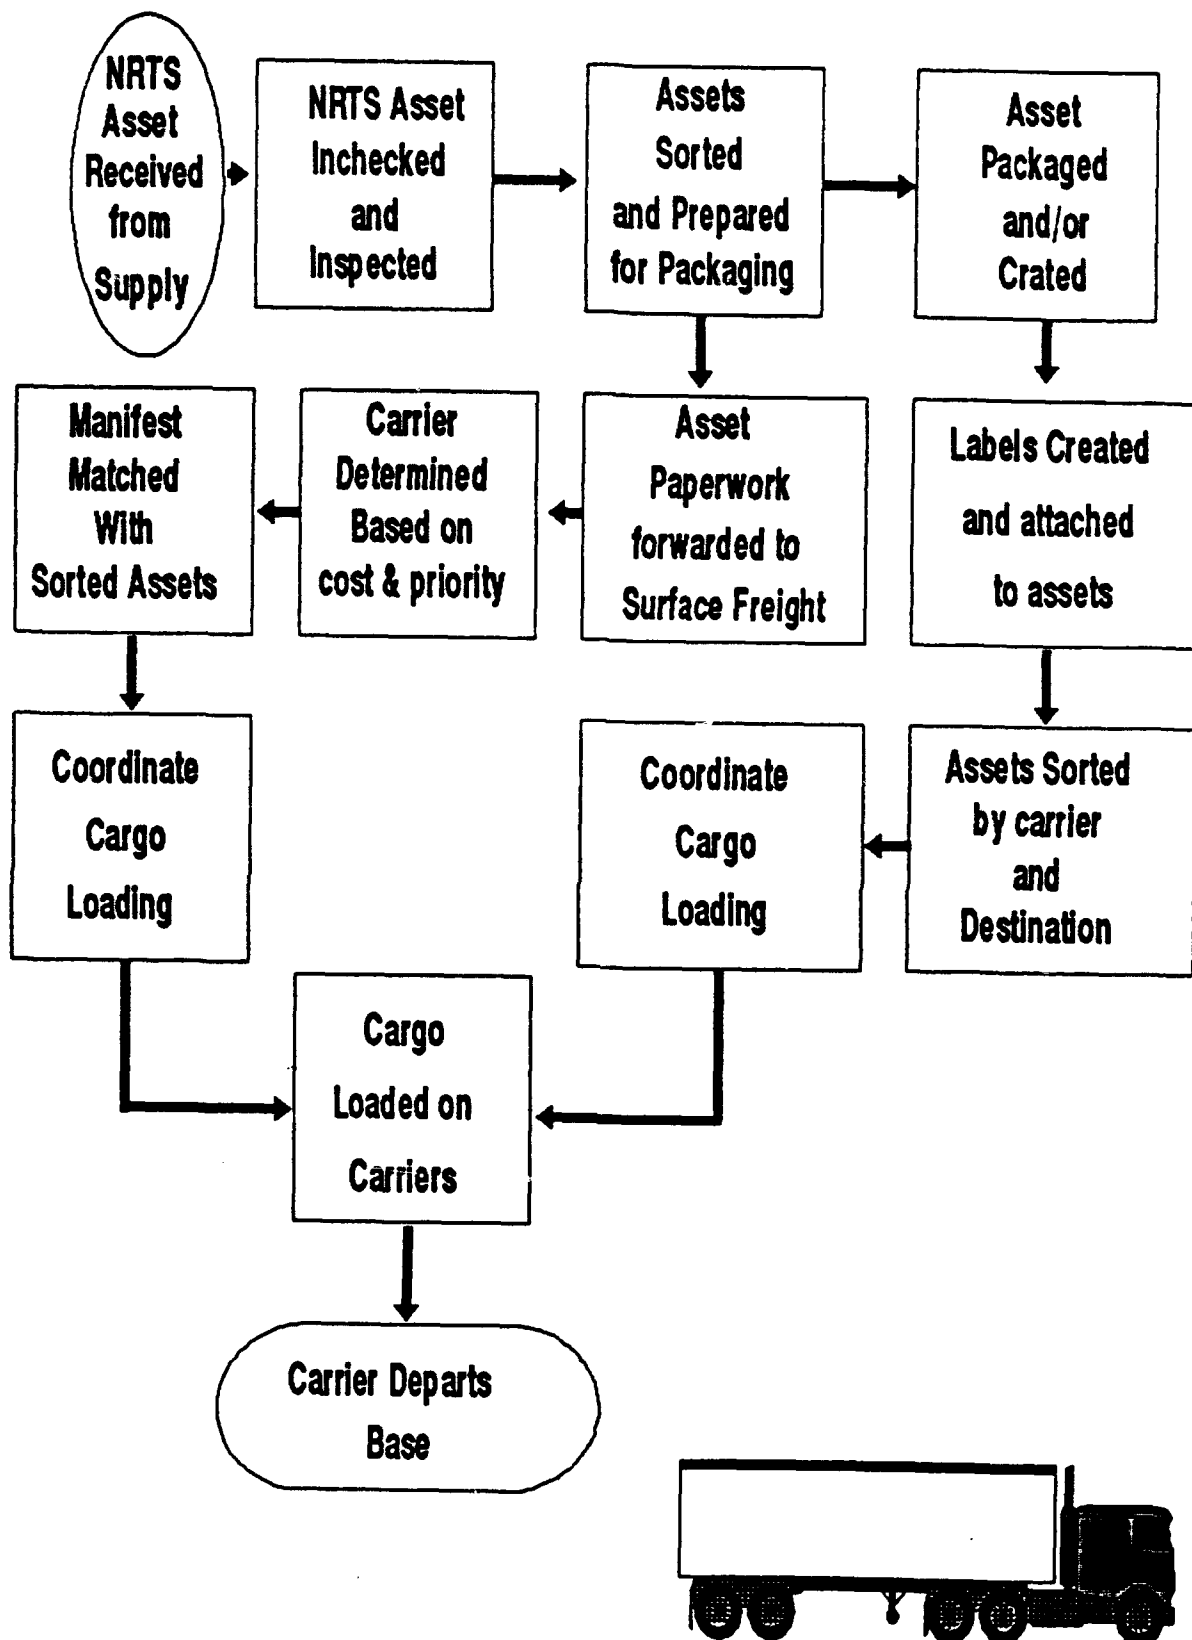 NRTS
Asset
Received
from
Supply
NRTS Asset
Inchecked
and
Inspected
Assets
Sorted
and Prepared
for Packaging
Asset
Packaged
and/or
Crated
Manifest
Matched
With
Sorted Assets
Carrier
Determined
Based on
cost & priority
Asset
Paperwork
forwarded to
Surface Freight
Labels Created
and attached
to assets
Coordinate
Cargo
Loading
Coordinate
Cargo
Loading
Assets Sorted
by carrier
and
Destination
Cargo
Loaded on
Carriers
Carrier Departs
Base